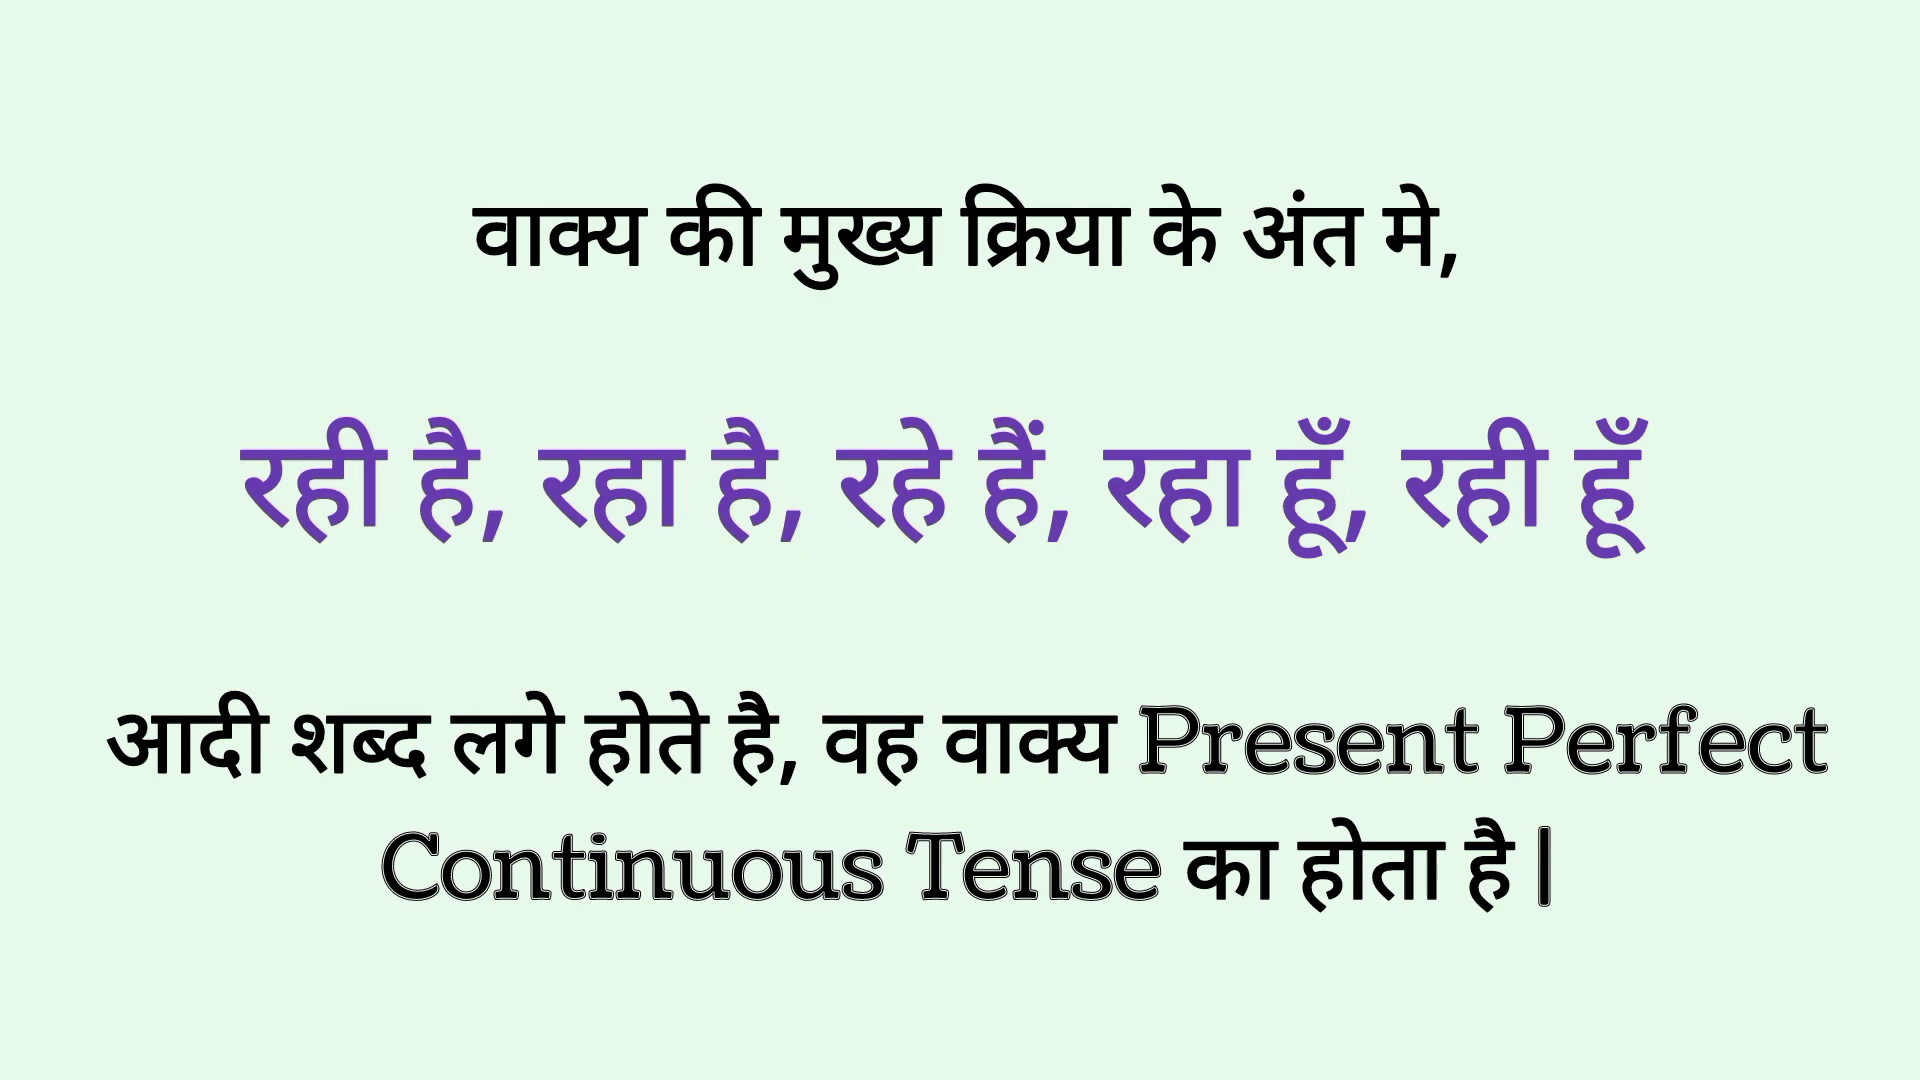 वाक्य की मुख्य क्रिया के अंत मे,
रही है, रहा है, रहे हैं, रहा हूँ, रही हूँ
आदी शब्द लगे होते है, वह वाक्य Present Perfect
Continuous Tense का होता है |